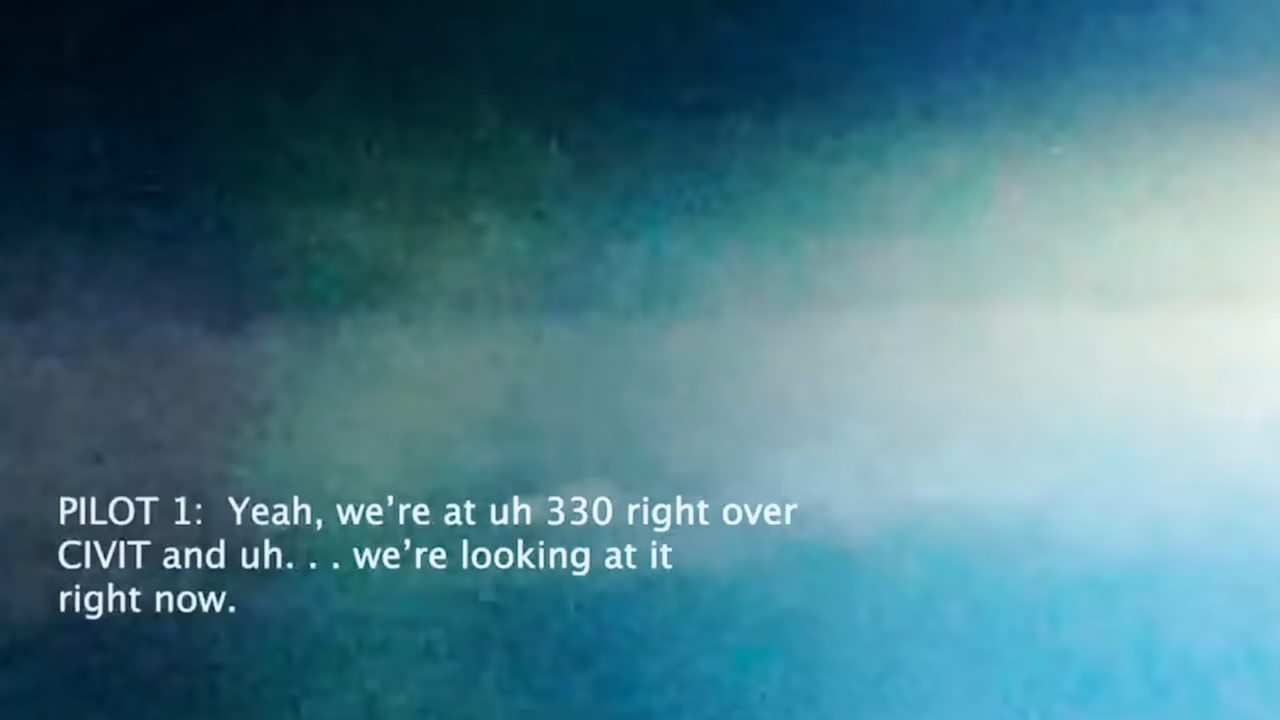 PILOT 1:  Yeah, we’re at uh 330 right over
CIVIT and uh. . . we’re looking at it
right now.